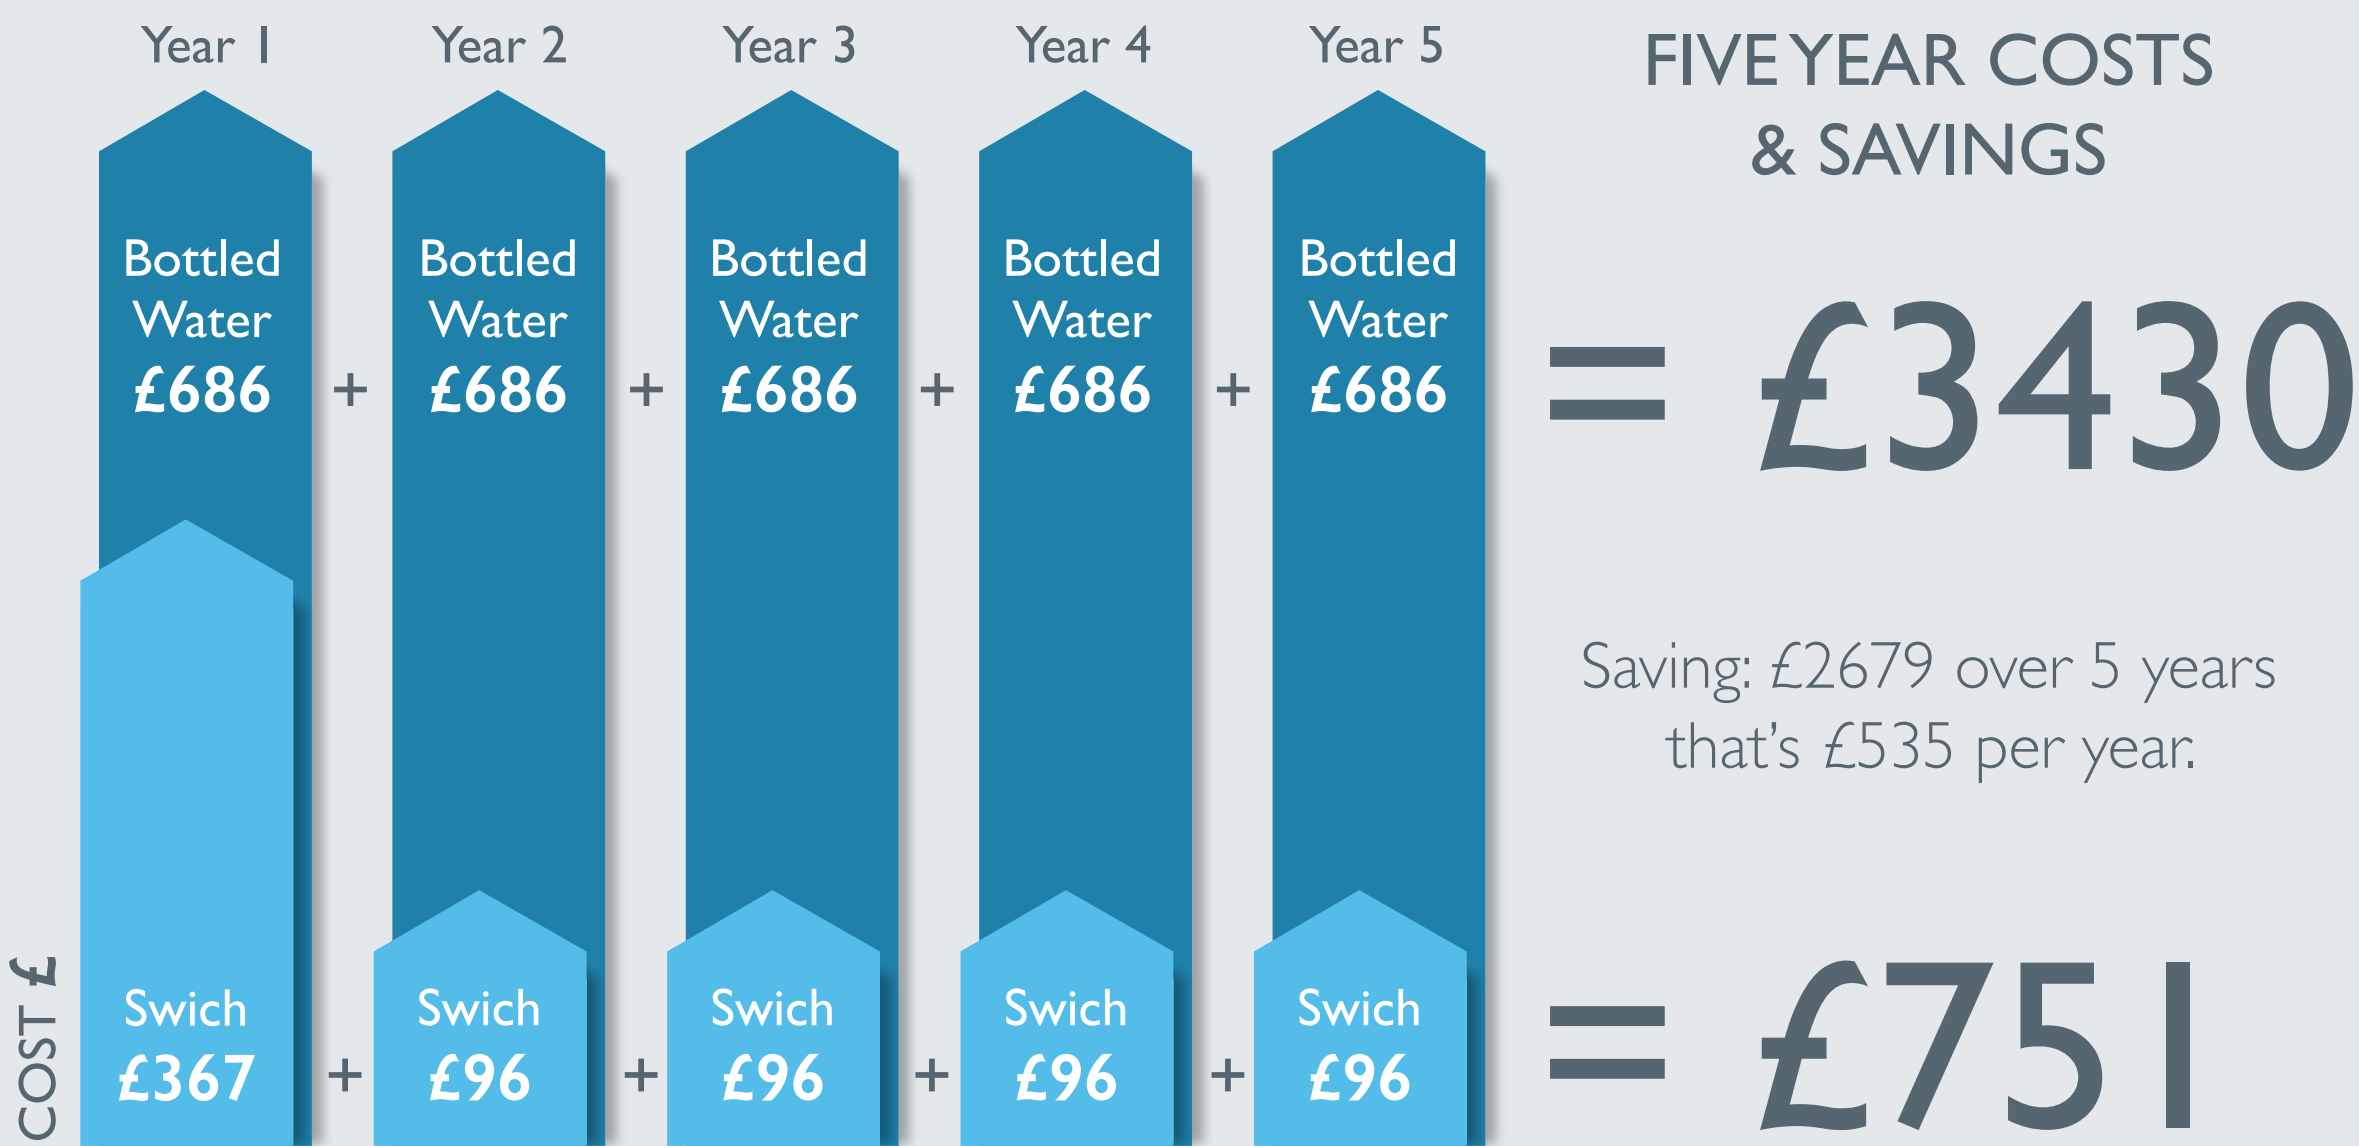 Year 1 Year 2 Year 3 Year 4 Year 5
FIVE YEAR COSTS
& SAVINGS
Bottled Bottled Bottled Bottled Bottled
Water Water Water Water Water
£686 + £686 + £686 + £686 + £686 = £3430
Saving: £2679 over 5 years
that's £535 per year.
Swich Swich Swich Swich Swich
£367 + £96 + £96 + £96 + £96 = £751
COST £